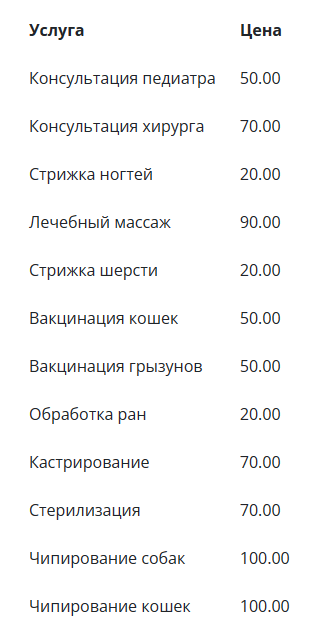 Услуга Цена
Консультация педиатра 50.00
Консультация хирурга 70.00
Стрижка ногтей 20.00
Лечебный массаж 90.00
Стрижка шерсти 20.00
Вакцинация кошек 50.00
Вакцинация грызунов 50.00
Обработка ран 20.00
Кастрирование 70.00
Стерилизация 70.00
Чипирование собак 100.00
Чипирование кошек 100.00